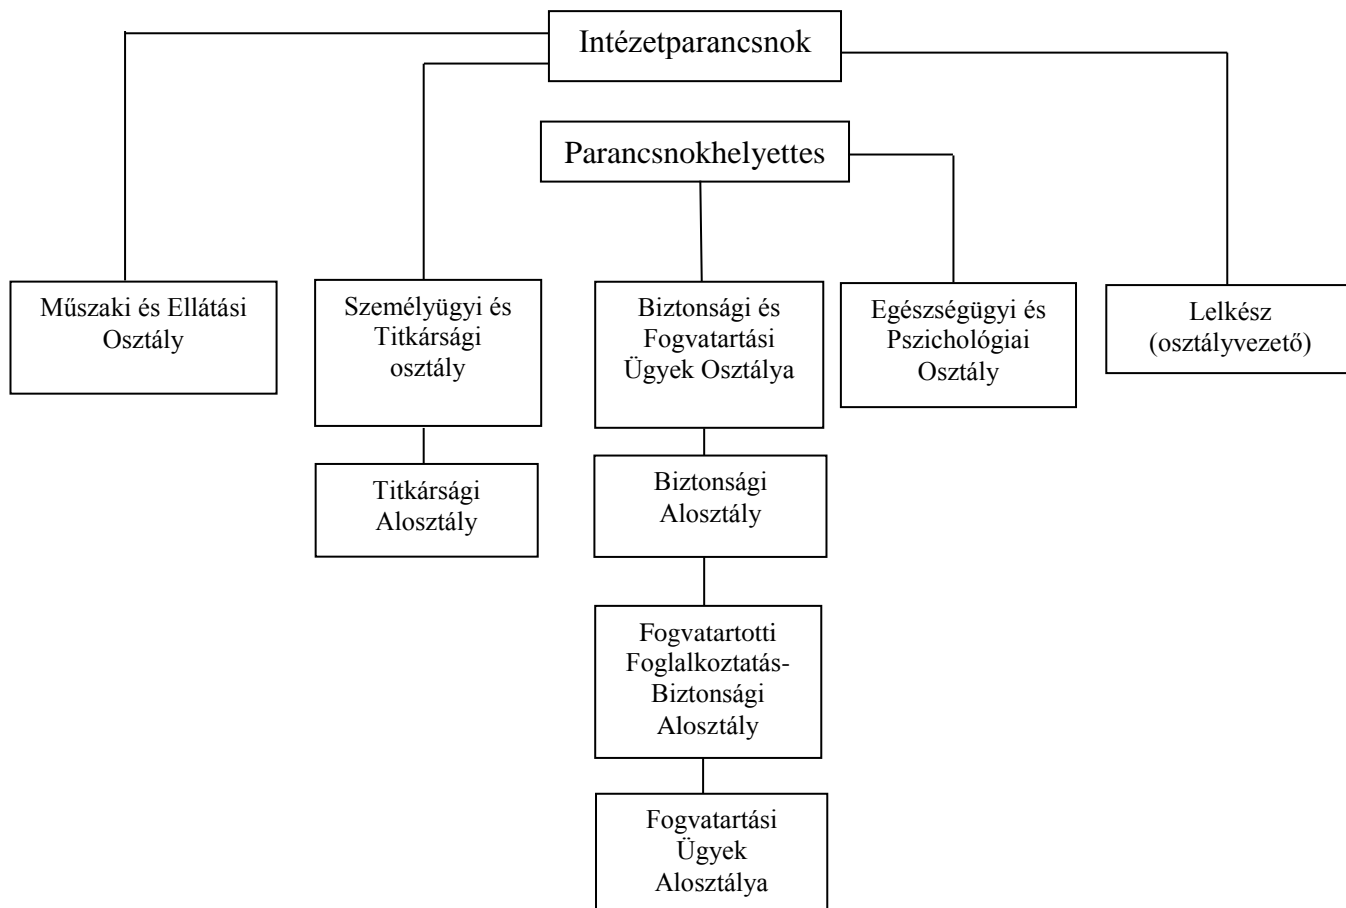 Intézetparancsnok
Parancsnokhelyettes
Műszaki és Ellátási
Osztály
Személyügyi és
Titkársági
osztály
Biztonsági és
Fogvatartási
Ügyek Osztálya
Egészségügyi és
Pszichológiai
Osztály
Lelkész
(osztályvezető)
Titkársági
Alosztály
Biztonsági
Alosztály
Fogvatartotti
Foglalkoztatás-
Biztonsági
Alosztály
Fogvatartási
Ügyek
Alosztálya